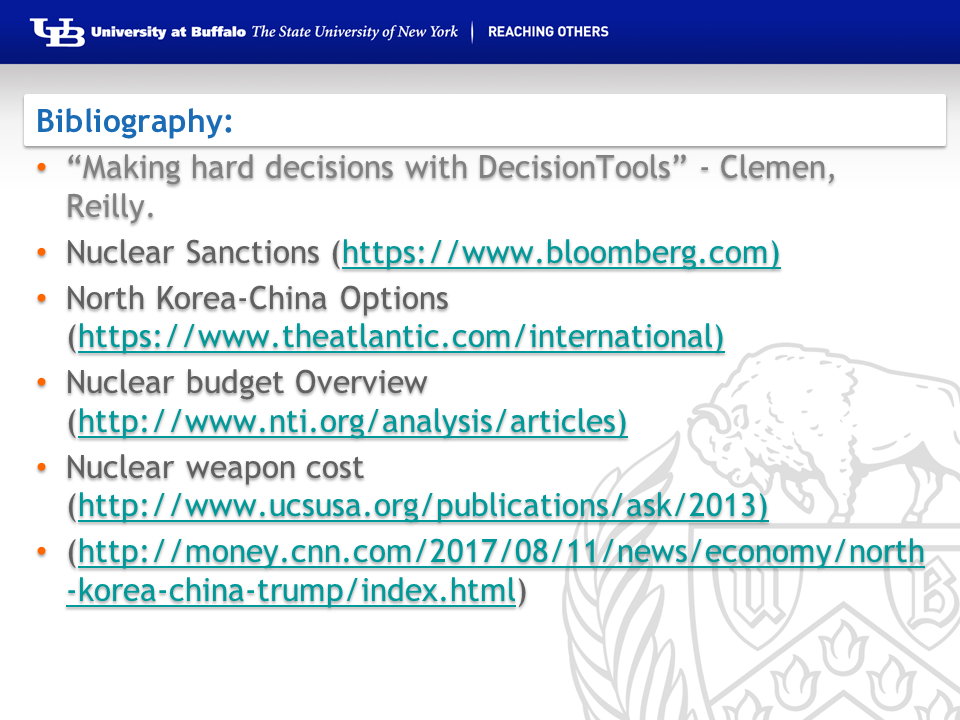 UB University at Buffalo The State University of New York | REACHING OTHERS
Bibliography:
• “Making hard decisions with DecisionTools” - Clemen,
Reilly.
• Nuclear Sanctions (https://www.bloomberg.com)
• North Korea-China Options
(https://www.theatlantic.com/international)
• Nuclear budget Overview
(http://www.nti.org/analysis/articles)
• Nuclear weapon cost
(http://www.ucsusa.org/publications/ask/2013)
• (http://money.cnn.com/2017/08/11/news/economy/north
-korea-china-trump/index.html)
U B